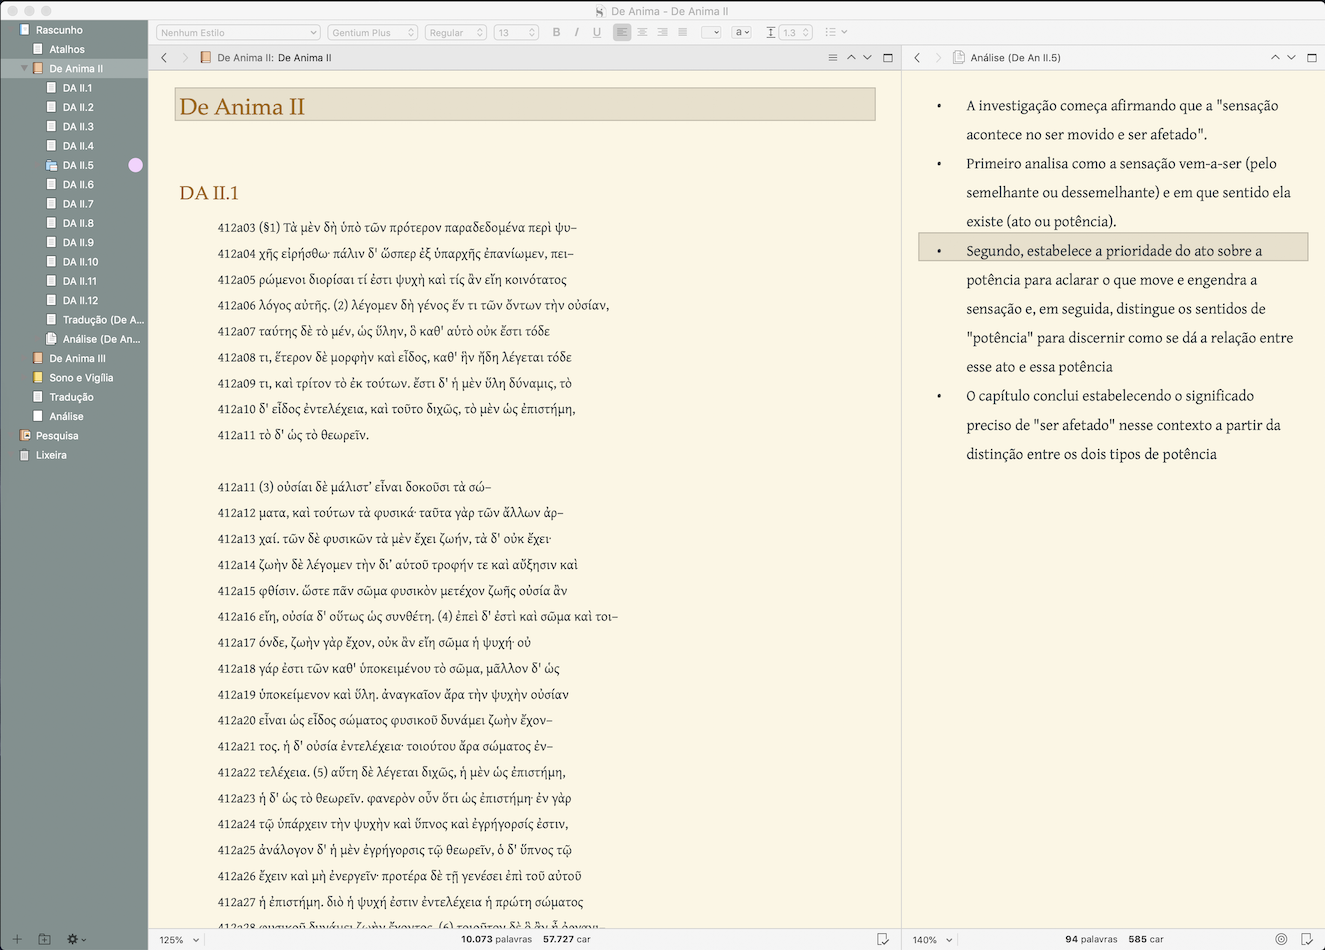 De Anima - De Anima II
Rascunho
Atalhos
De Anima II
DA II.1
DA II.2
DA II.3
DA II.4
DA II.5
DA II.6
DA II.7
DA II.8
DA II.9
DA II.10
DA II.11
DA II.12
Tradução (De A...
Análise (De An...
De Anima III
Sono e Vigília
Tradução
Análise
Pesquisa
Lixeira
Nenhum Estilo
Gentium Plus
Regular
13
B I U
a
1.3
De Anima II: De Anima II
De Anima II
DA II.1
412a03 (§1) Τὰ μὲν δὴ ὑπὸ τῶν πρότερον παραδεδομένα περὶ ψυ–
412a04 χῆς εἰρήσθω· πάλιν δ' ὥσπερ ἐξ ὑπαρχῆς ἐπανίωμεν, πει–
412a05 ρώμενοι διορίσαι τί ἐστι ψυχὴ καὶ τίς ἂν εἴη κοινότατος
412a06 λόγος αὐτῆς. (2) λέγομεν δὴ γένος ἕν τι τῶν ὄντων τὴν οὐσίαν,
412a07 ταύτης δὲ τὸ μέν, ὡς ὕλην, ὃ καθ' αὑτὸ οὐκ ἔστι τόδε
412a08 τι, ἕτερον δὲ μορφὴν καὶ εἶδος, καθ' ἣν ἤδη λέγεται τόδε
412a09 τι, καὶ τρίτον τὸ ἐκ τούτων. ἔστι δ' ἡ μὲν ὕλη δύναμις, τὸ
412a10 δ' εἶδος ἐντελέχεια, καὶ τοῦτο διχῶς, τὸ μὲν ὡς ἐπιστήμη,
412a11 τὸ δ' ὡς τὸ θεωρεῖν.
412a11 (3) οὐσίαι δὲ μάλιστ’ εἶναι δοκοῦσι τὰ σώ–
412a12 ματα, καὶ τούτων τὰ φυσικά· ταῦτα γὰρ τῶν ἄλλων ἀρ–
412a13 χαί. τῶν δὲ φυσικῶν τὰ μὲν ἔχει ζωήν, τὰ δ' οὐκ ἔχει·
412a14 ζωὴν δὲ λέγομεν τὴν δι’ αὑτοῦ τροφήν τε καὶ αὔξησιν καὶ
412a15 φθίσιν. ὥστε πᾶν σῶμα φυσικὸν μετέχον ζωῆς οὐσία ἂν
412a16 εἴη, οὐσία δ' οὕτως ὡς συνθέτη. (4) ἐπεὶ δ' ἐστὶ καὶ σῶμα καὶ τοι–
412a17 όνδε, ζωὴν γὰρ ἔχον, οὐκ ἂν εἴη σῶμα ἡ ψυχή· οὐ
412a18 γάρ ἐστι τῶν καθ' ὑποκειμένου τὸ σῶμα, μᾶλλον δ' ὡς
412a19 ὑποκείμενον καὶ ὕλη. ἀναγκαῖον ἄρα τὴν ψυχὴν οὐσίαν
412a20 εἶναι ὡς εἶδος σώματος φυσικοῦ δυνάμει ζωὴν ἔχον–
412a21 τος. ἡ δ' οὐσία ἐντελέχεια· τοιούτου ἄρα σώματος ἐν–
412a22 τελέχεια. (5) αὕτη δὲ λέγεται διχῶς, ἡ μὲν ὡς ἐπιστήμη,
412a23 ἡ δ' ὡς τὸ θεωρεῖν. φανερὸν οὖν ὅτι ὡς ἐπιστήμη· ἐν γὰρ
412a24 τῷ ὑπάρχειν τὴν ψυχὴν καὶ ὕπνος καὶ ἐγρήγορσίς ἐστιν,
412a25 ἀνάλογον δ' ἡ μὲν ἐγρήγορσις τῷ θεωρεῖν, ὁ δ' ὕπνος τῷ
412a26 ἔχειν καὶ μὴ ἐνεργεῖν· προτέρα δὲ τῇ γενέσει ἐπὶ τοῦ αὐτοῦ
412a27 ἡ ἐπιστήμη. διὸ ἡ ψυχή ἐστιν ἐντελέχεια ἡ πρώτη σώματος
412a28 φυσικοῦ δυνάμει ζωὴν ἔχοντος. (6) τοιοῦτον δὲ ὃ ἂν ᾖ ὀργανι–
125%
10.073 palavras 57.727 car
Análise (De An II.5)
• A investigação começa afirmando que a "sensação
acontece no ser movido e ser afetado".
• Primeiro analisa como a sensação vem-a-ser (pelo
semelhante ou dessemelhante) e em que sentido ela
existe (ato ou potência).
• Segundo, estabelece a prioridade do ato sobre a
potência para aclarar o que move e engendra a
sensação e, em seguida, distingue os sentidos de
"potência" para discernir como se dá a relação entre
esse ato e essa potência
• O capítulo conclui estabelecendo o significado
preciso de "ser afetado" nesse contexto a partir da
distinção entre os dois tipos de potência
140%
94 palavras 585 car